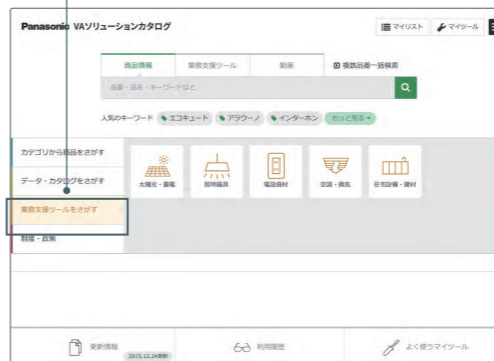 Panasonic VAソリューションカタログ
マイリスト
マイツール
商品情報
業務支援ツール
動画
複数品番一括検索
品番・品名・キーワードなど
人気のキーワード
エコキュート
アラウーノ
インターホン
もっと見る
カテゴリから商品をさがす
データ・カタログをさがす
業務支援ツールをさがす
制度・政策
太陽光・蓄電
照明器具
電設資材
空調・換気
住宅設備・建材
更新情報
2015.12.24更新
利用履歴
よく使うマイツール